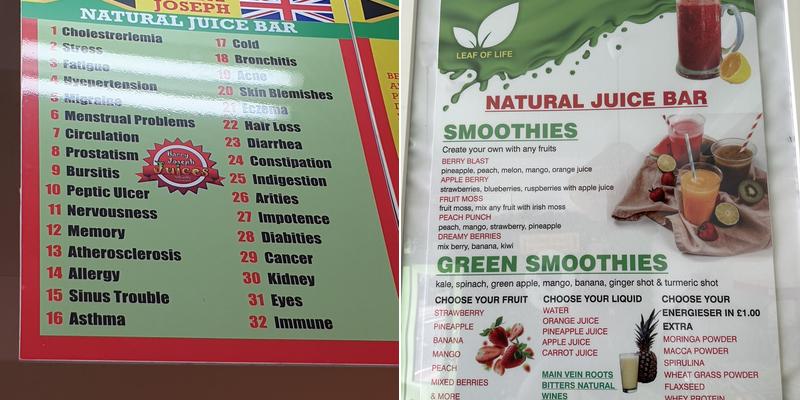 JOSEPH
NATURAL JUICE BAR
1 Cholestrerlemia
2 Stress
3 Fatigue
4 Hycpertension
5 Migraine
6 Menstrual Problems
7 Circulation
8 Prostatism
9 Bursitis
10 Peptic Ulcer
11 Nervousness
12 Memory
13 Atherosclerosis
14 Allergy
15 Sinus Trouble
16 Asthma
17 Cold
18 Bronchitis
19 Acne
20 Skin Blemishes
21 Eczema
22 Hair Loss
23 Diarrhea
24 Constipation
25 Indigestion
26 Arities
27 Impotence
28 Diabities
29 Cancer
30 Kidney
31 Eyes
32 Immune
Harry
Joseph
Juices
LEAF OF LIFE
NATURAL JUICE BAR
SMOOTHIES
Create your own with any fruits
BERRY BLAST
pineapple, peach, melon, mango, orange juice
APPLE BERRY
strawberries, blueberries, ruspberries with apple juice
FRUIT MOSS
fruit moss, mix any fruit with irish moss
PEACH PUNCH
peach, mango, strawberry, pineapple
DREAMY BERRIES
mix berry, banana, kiwi
GREEN SMOOTHIES
kale, spinach, green apple, mango, banana, ginger shot & turmeric shot
CHOOSE YOUR FRUIT
STRAWBERRY
PINEAPPLE
BANANA
MANGO
PEACH
MIXED BERRIES
& MORE
CHOOSE YOUR LIQUID
WATER
ORANGE JUICE
PINEAPPLE JUICE
APPLE JUICE
CARROT JUICE
MAIN VEIN ROOTS
BITTERS NATURAL
WINES
CHOOSE YOUR
ENERGIESER IN £1.00
EXTRA
MORINGA POWDER
MACCA POWDER
SPIRULINA
WHEAT GRASS POWDER
FLAXSEED
WHEY PROTEIN